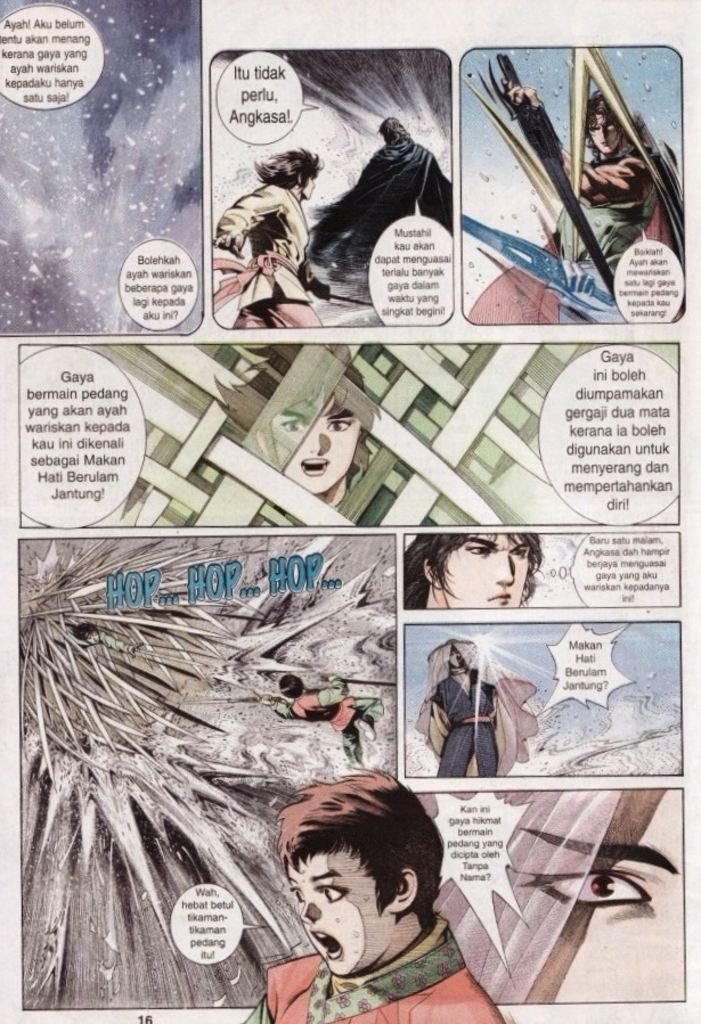 Ayah! Aku belum
tentu akan menang
kerana gaya yang
ayah wariskan
kepadaku hanya
satu saja!
Bolehkah
ayah wariskan
beberapa gaya
lagi kepada
aku ini?
Itu tidak
perlu,
Angkasa!
Mustahil
kau akan
dapat menguasai
terlalu banyak
gaya dalam
waktu yang
singkat begini!
Baiklah!
Ayah akan
mewariskan
satu lagi gaya
bermain pedang
kepada kau
sekarang!
Gaya
bermain pedang
yang akan ayah
wariskan kepada
kau ini dikenali
sebagai Makan
Hati Berulam
Jantung!
Gaya
ini boleh
diumpamakan
gergaji dua mata
kerana ia boleh
digunakan untuk
menyerang dan
mempertahankan
diri!
HOP... HOP... HOP...
Baru satu malam,
Angkasa dah hampir
berjaya menguasai
gaya yang aku
wariskan kepadanya
ini!
Makan
Hati
Berulam
Jantung?
Kan ini
gaya hikmat
bermain
pedang yang
dicipta oleh
Tanpa
Nama?
Wah,
hebat betul
tikaman-
tikaman
pedang
itu!
16